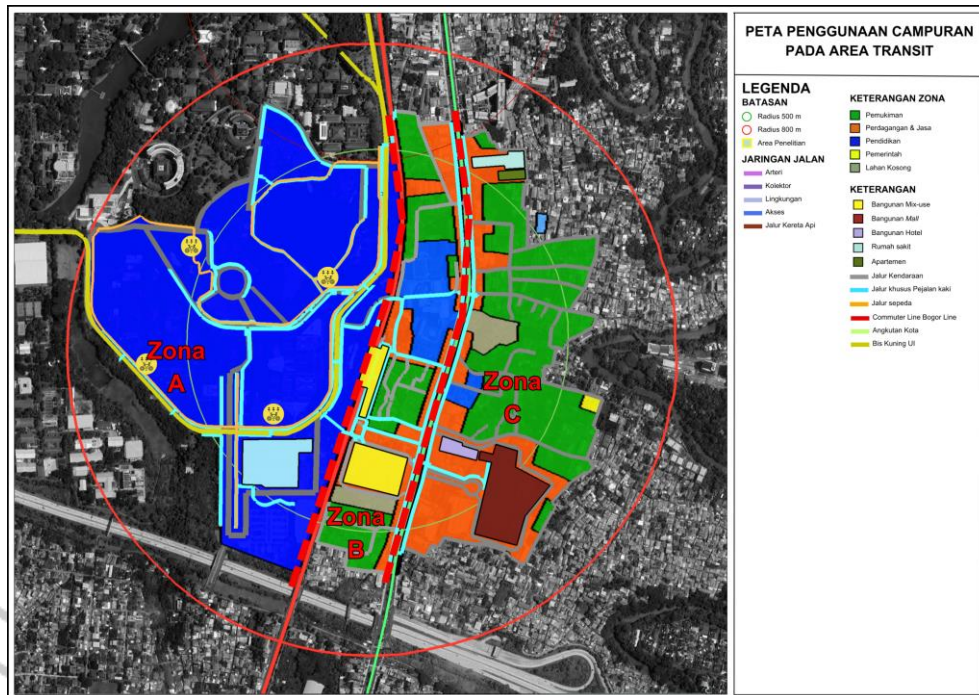 PETA PENGGUNAAN CAMPURAN
PADA AREA TRANSIT
LEGENDA
BATASAN
Radius 500 m
Radius 800 m
Area Penelitian
JARINGAN JALAN
Arteri
Kolektor
Lingkungan
Akses
Jalur Kereta Api
KETERANGAN ZONA
Pemukiman
Perdagangan & Jasa
Pendidikan
Pemerintah
Lahan Kosong
KETERANGAN
Bangunan Mix-use
Bangunan Mall
Bangunan Hotel
Rumah sakit
Apartemen
Jalur Kendaraan
Jalur khusus Pejalan kaki
Jalur sepeda
Commuter Line Bogor Line
Angkutan Kota
Bis Kuning UI
Zona
A
Zona
B
Zona
C